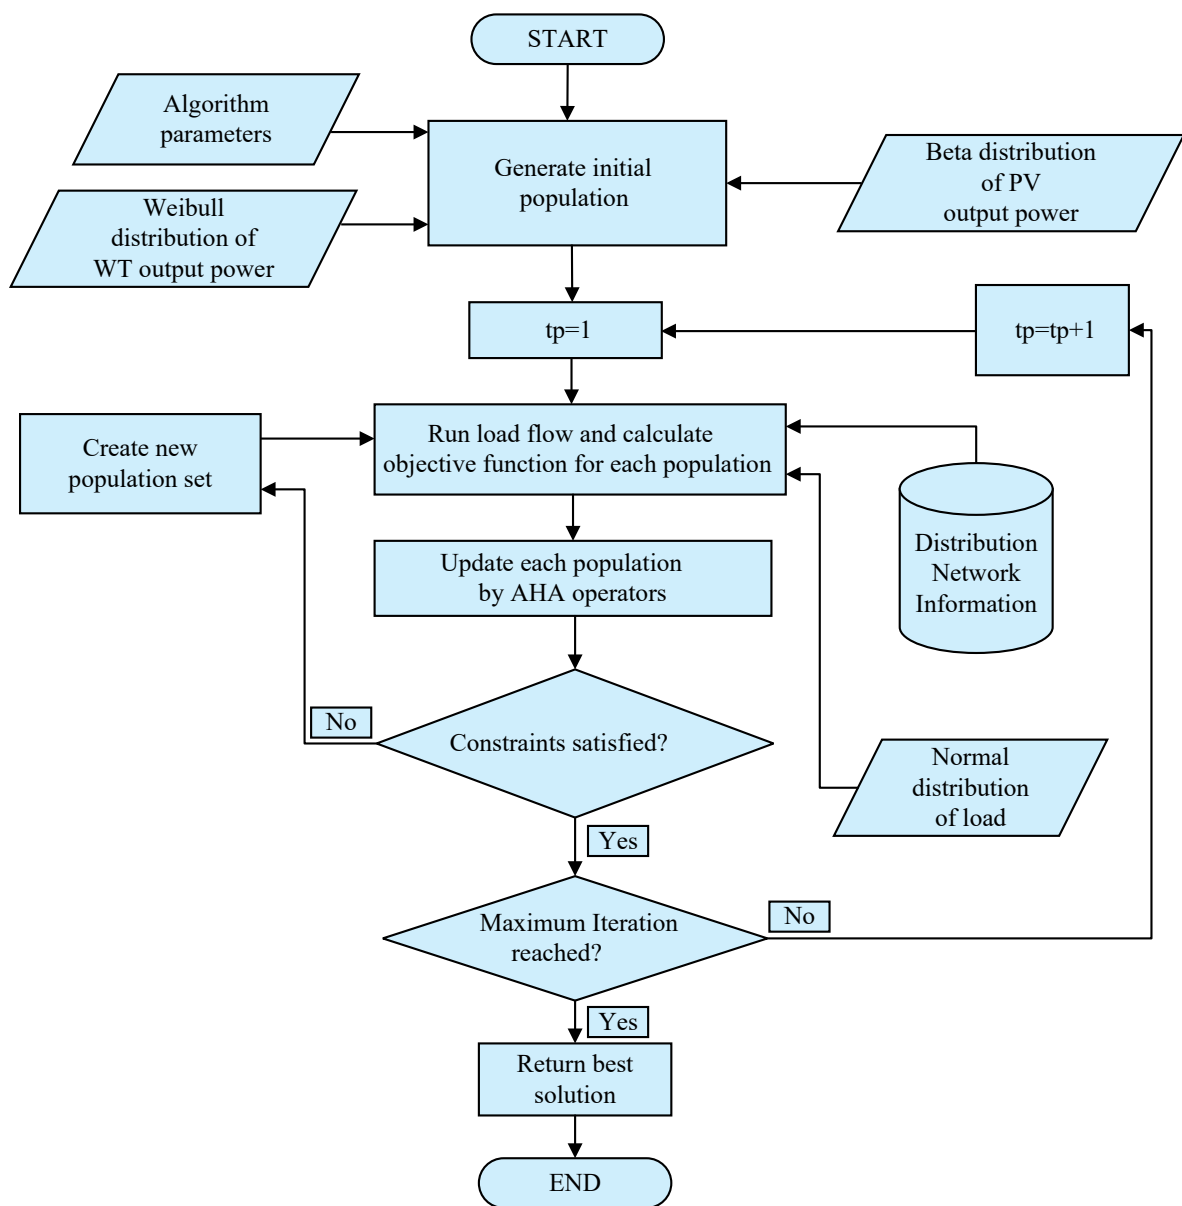 START
Algorithm
parameters
Generate initial
population
Beta distribution
of PV
output power
Weibull
distribution of
WT output power
tp=1
tp=tp+1
Create new
population set
Run load flow and calculate
objective function for each population
Distribution
Network
Information
Update each population
by AHA operators
No
Constraints satisfied?
Normal
distribution
of load
Yes
Maximum Iteration
reached?
No
Yes
Return best
solution
END